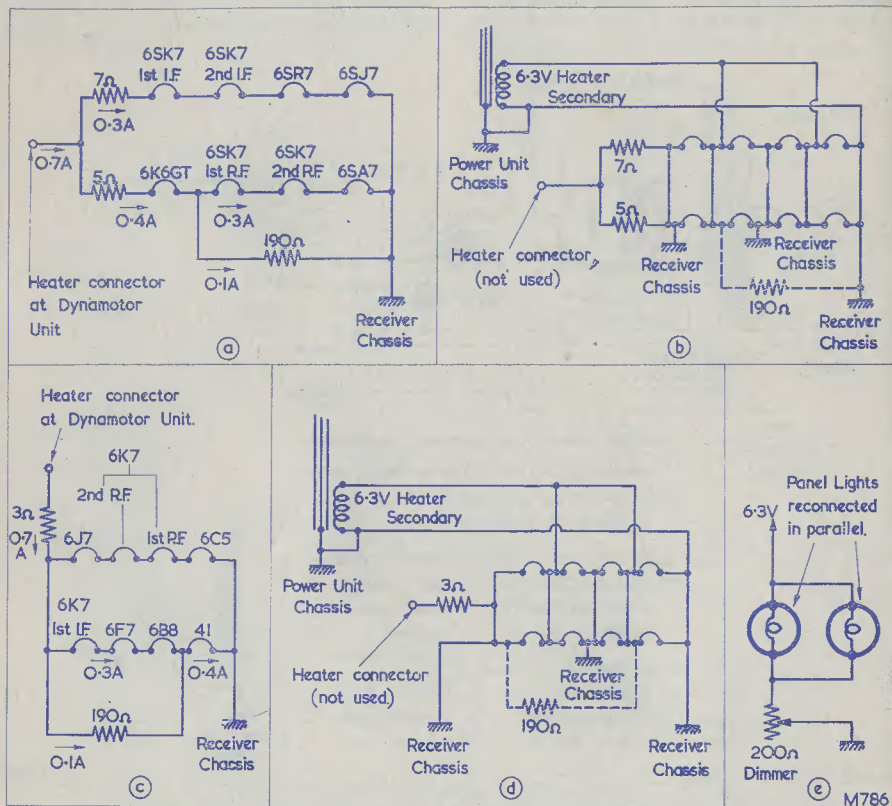 6SK7
1st I.F.
6SK7
2nd I.F.
6SR7
6SJ7
7Ω
0·3A
0·7A
5Ω
0·4A
6K6GT
6SK7
1st R.F.
0·3A
6SK7
2nd R.F.
6SA7
190Ω
0·1A
Heater connector
at Dynamotor
Unit
Receiver
Chassis
a
b
6·3V Heater
Secondary
Power Unit
Chassis
7Ω
5Ω
Heater connector,
(not used)
Receiver
Chassis
Receiver
Chassis
190Ω
Receiver
Chassis
Heater connector
at Dynamotor Unit.
6K7
2nd R.F.
3Ω
0·7
A
6J7
1st R.F.
6C5
6K7
1st I.F.
6F7
6B8
41
0·3A
0·4A
190Ω
0·1A
Receiver
Chassis
c
6·3V Heater
Secondary
Power Unit
Chassis
3Ω
Heater connector
(not used)
Receiver
Chassis
190Ω
Receiver
Chassis
Receiver
Chassis
d
Panel Lights
reconnected
in parallel.
6·3V
200Ω
Dimmer
e
M786